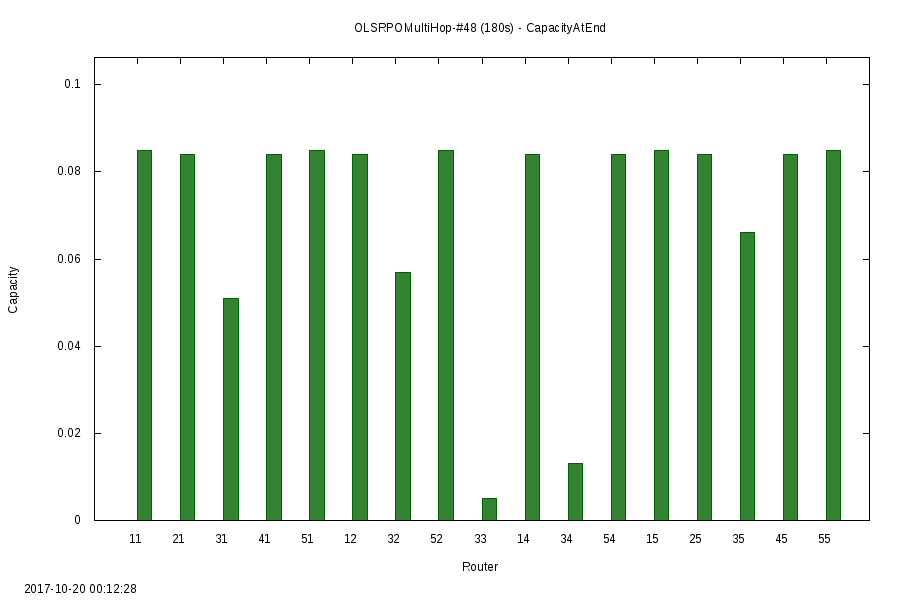 OLSRPOMultiHop-#48 (180s) - CapacityAtEnd
0.1
0.08
0.06
0.04
0.02
0
Capacity
11 21 31 41 51 12 32 52 33 14 34 54 15 25 35 45 55
Router
2017-10-20 00:12:28